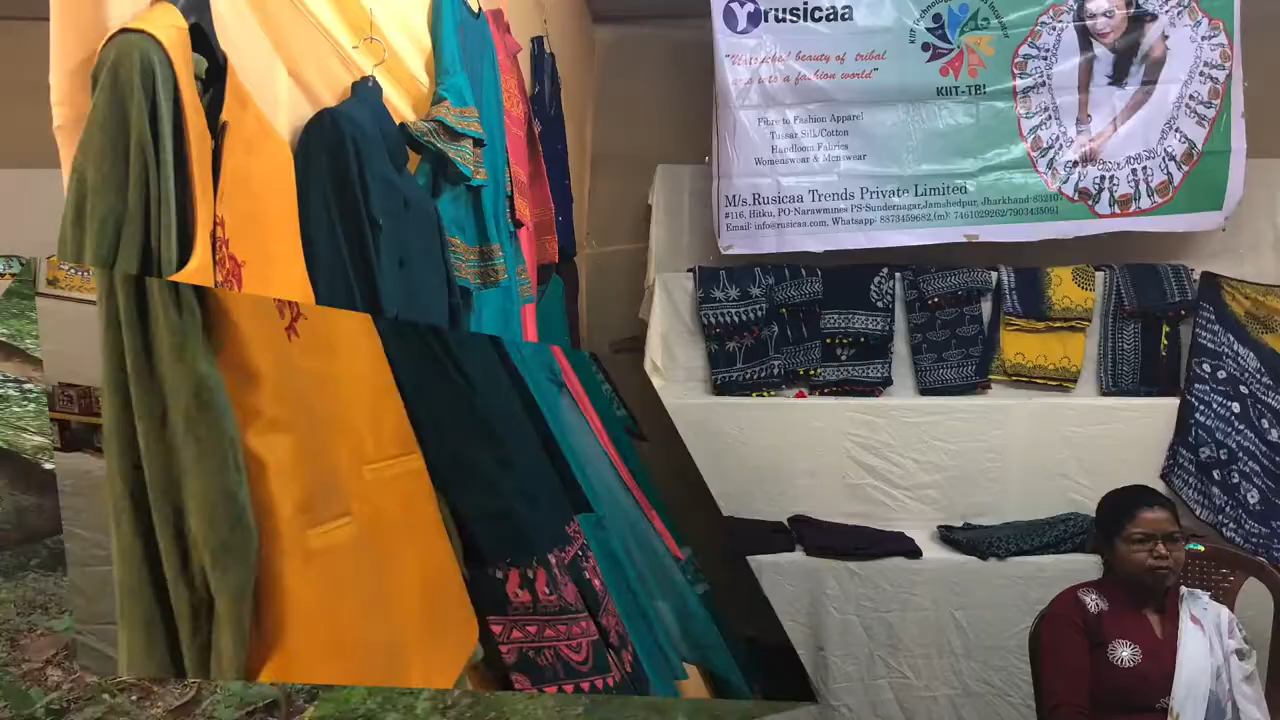 rusicaa
"Untouched beauty of tribal
into a fashion world"
KIIT-TBI
Fibre to Fashion Apparel
Tussar Silk/Cotton
Handloom Fabrics
Womenswear & Menswear
M/s.Rusicaa Trends Private Limited
#116, Hitku, PO-Narawmines PS-Sundernagar,Jamshedpur, Jharkhand-832107
Email: info@rusicaa.com, Whatsapp: 8873459682,(m): 7461029262/7903435091